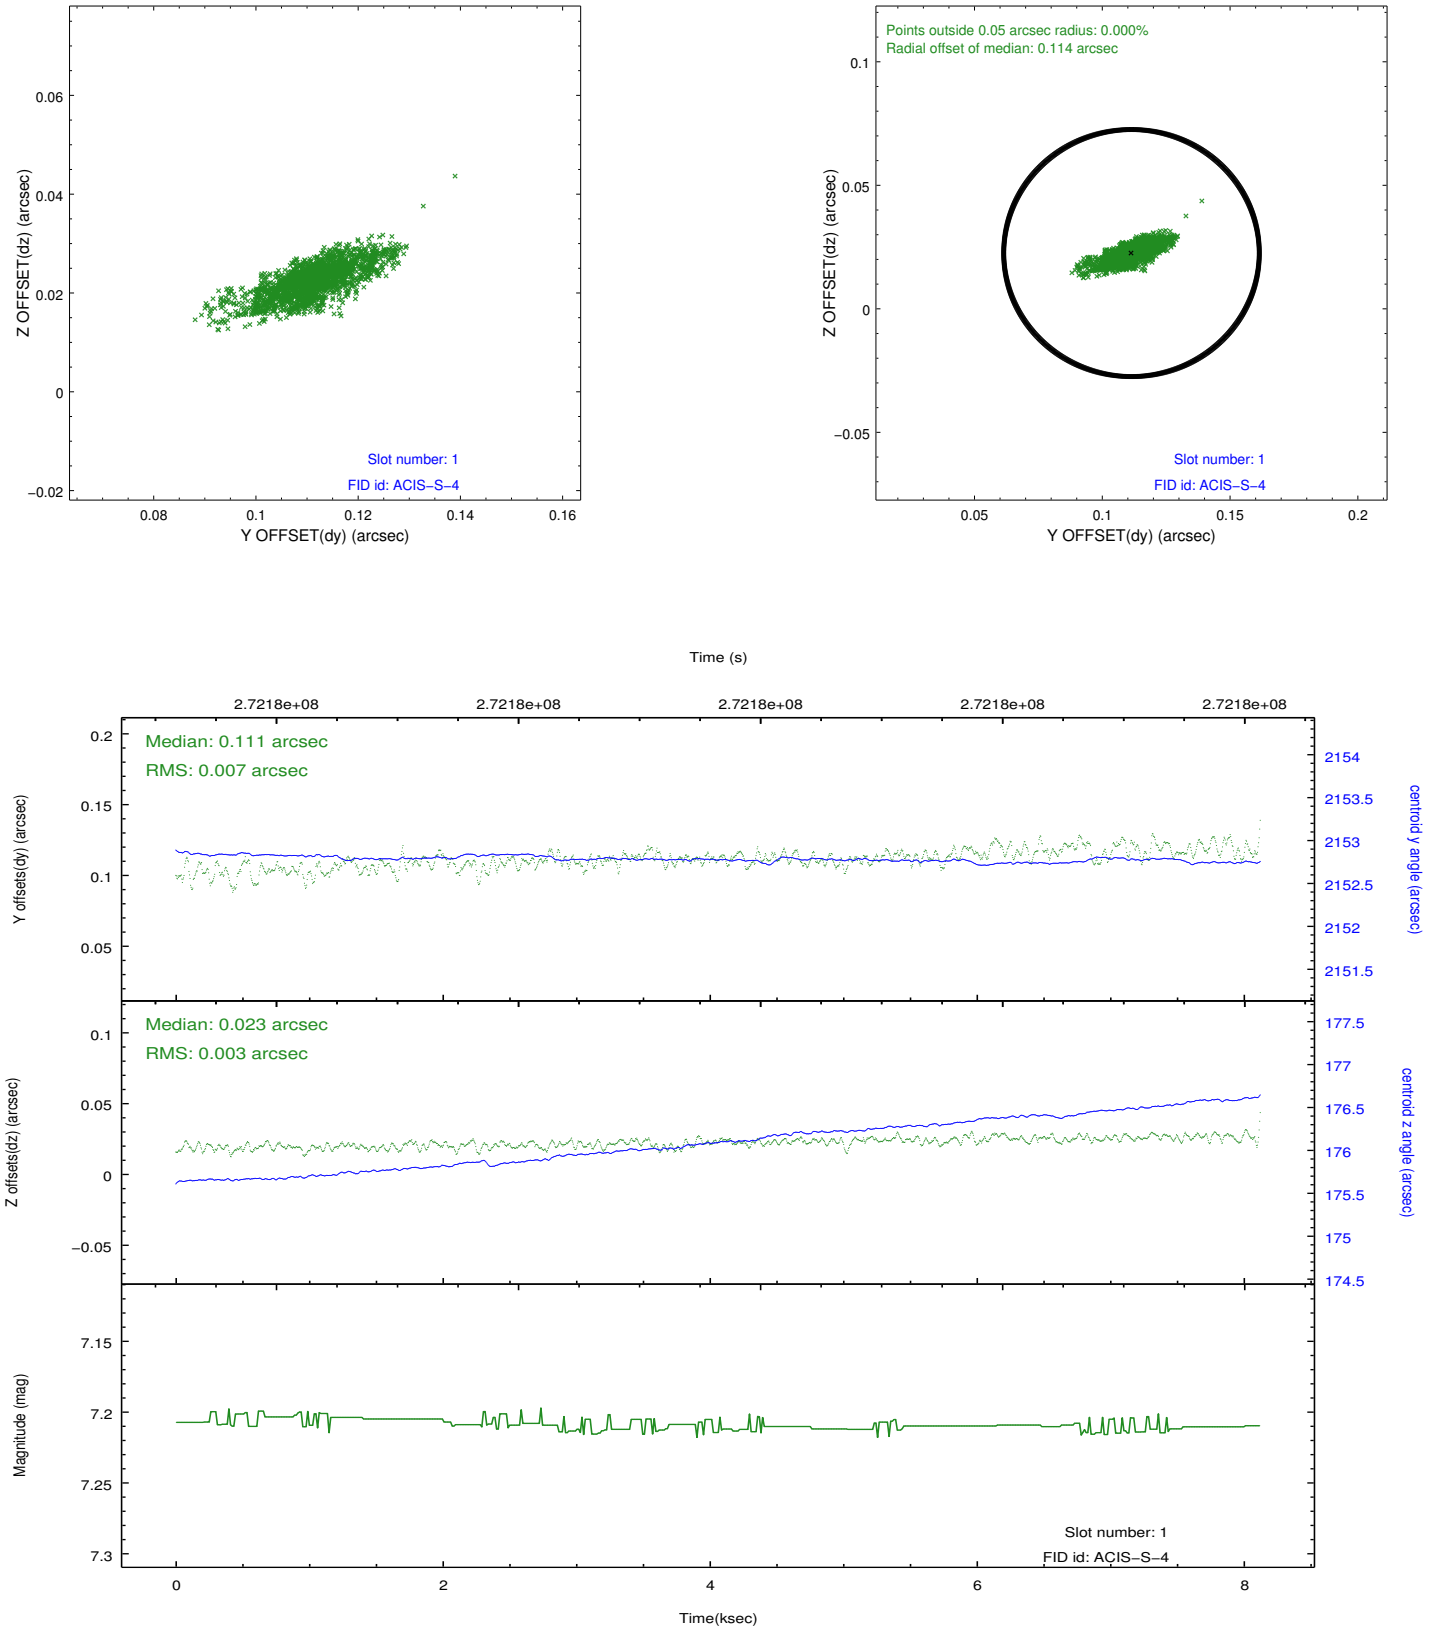 0.06
0.04
0.02
0
−0.02
Z OFFSET(dz) (arcsec)
Slot number: 1
FID id: ACIS−S−4
0.08
0.1
0.12
0.14
0.16
Y OFFSET(dy) (arcsec)
Points outside 0.05 arcsec radius: 0.000%
Radial offset of median: 0.114 arcsec
0.1
0.05
0
−0.05
Z OFFSET(dz) (arcsec)
Slot number: 1
FID id: ACIS−S−4
0.05
0.1
0.15
0.2
Y OFFSET(dy) (arcsec)
Time (s)
2.7218e+08
2.7218e+08
2.7218e+08
2.7218e+08
2.7218e+08
Median: 0.111 arcsec
RMS: 0.007 arcsec
0.2
0.15
0.1
0.05
Y offsets(dy) (arcsec)
2154
2153.5
2153
2152.5
2152
2151.5
centroid y angle (arcsec)
Median: 0.023 arcsec
RMS: 0.003 arcsec
0.1
0.05
0
−0.05
Z offsets(dz) (arcsec)
177.5
177
176.5
176
175.5
175
174.5
centroid z angle (arcsec)
7.15
7.2
7.25
7.3
Magnitude (mag)
Slot number: 1
FID id: ACIS−S−4
0
2
4
6
8
Time(ksec)